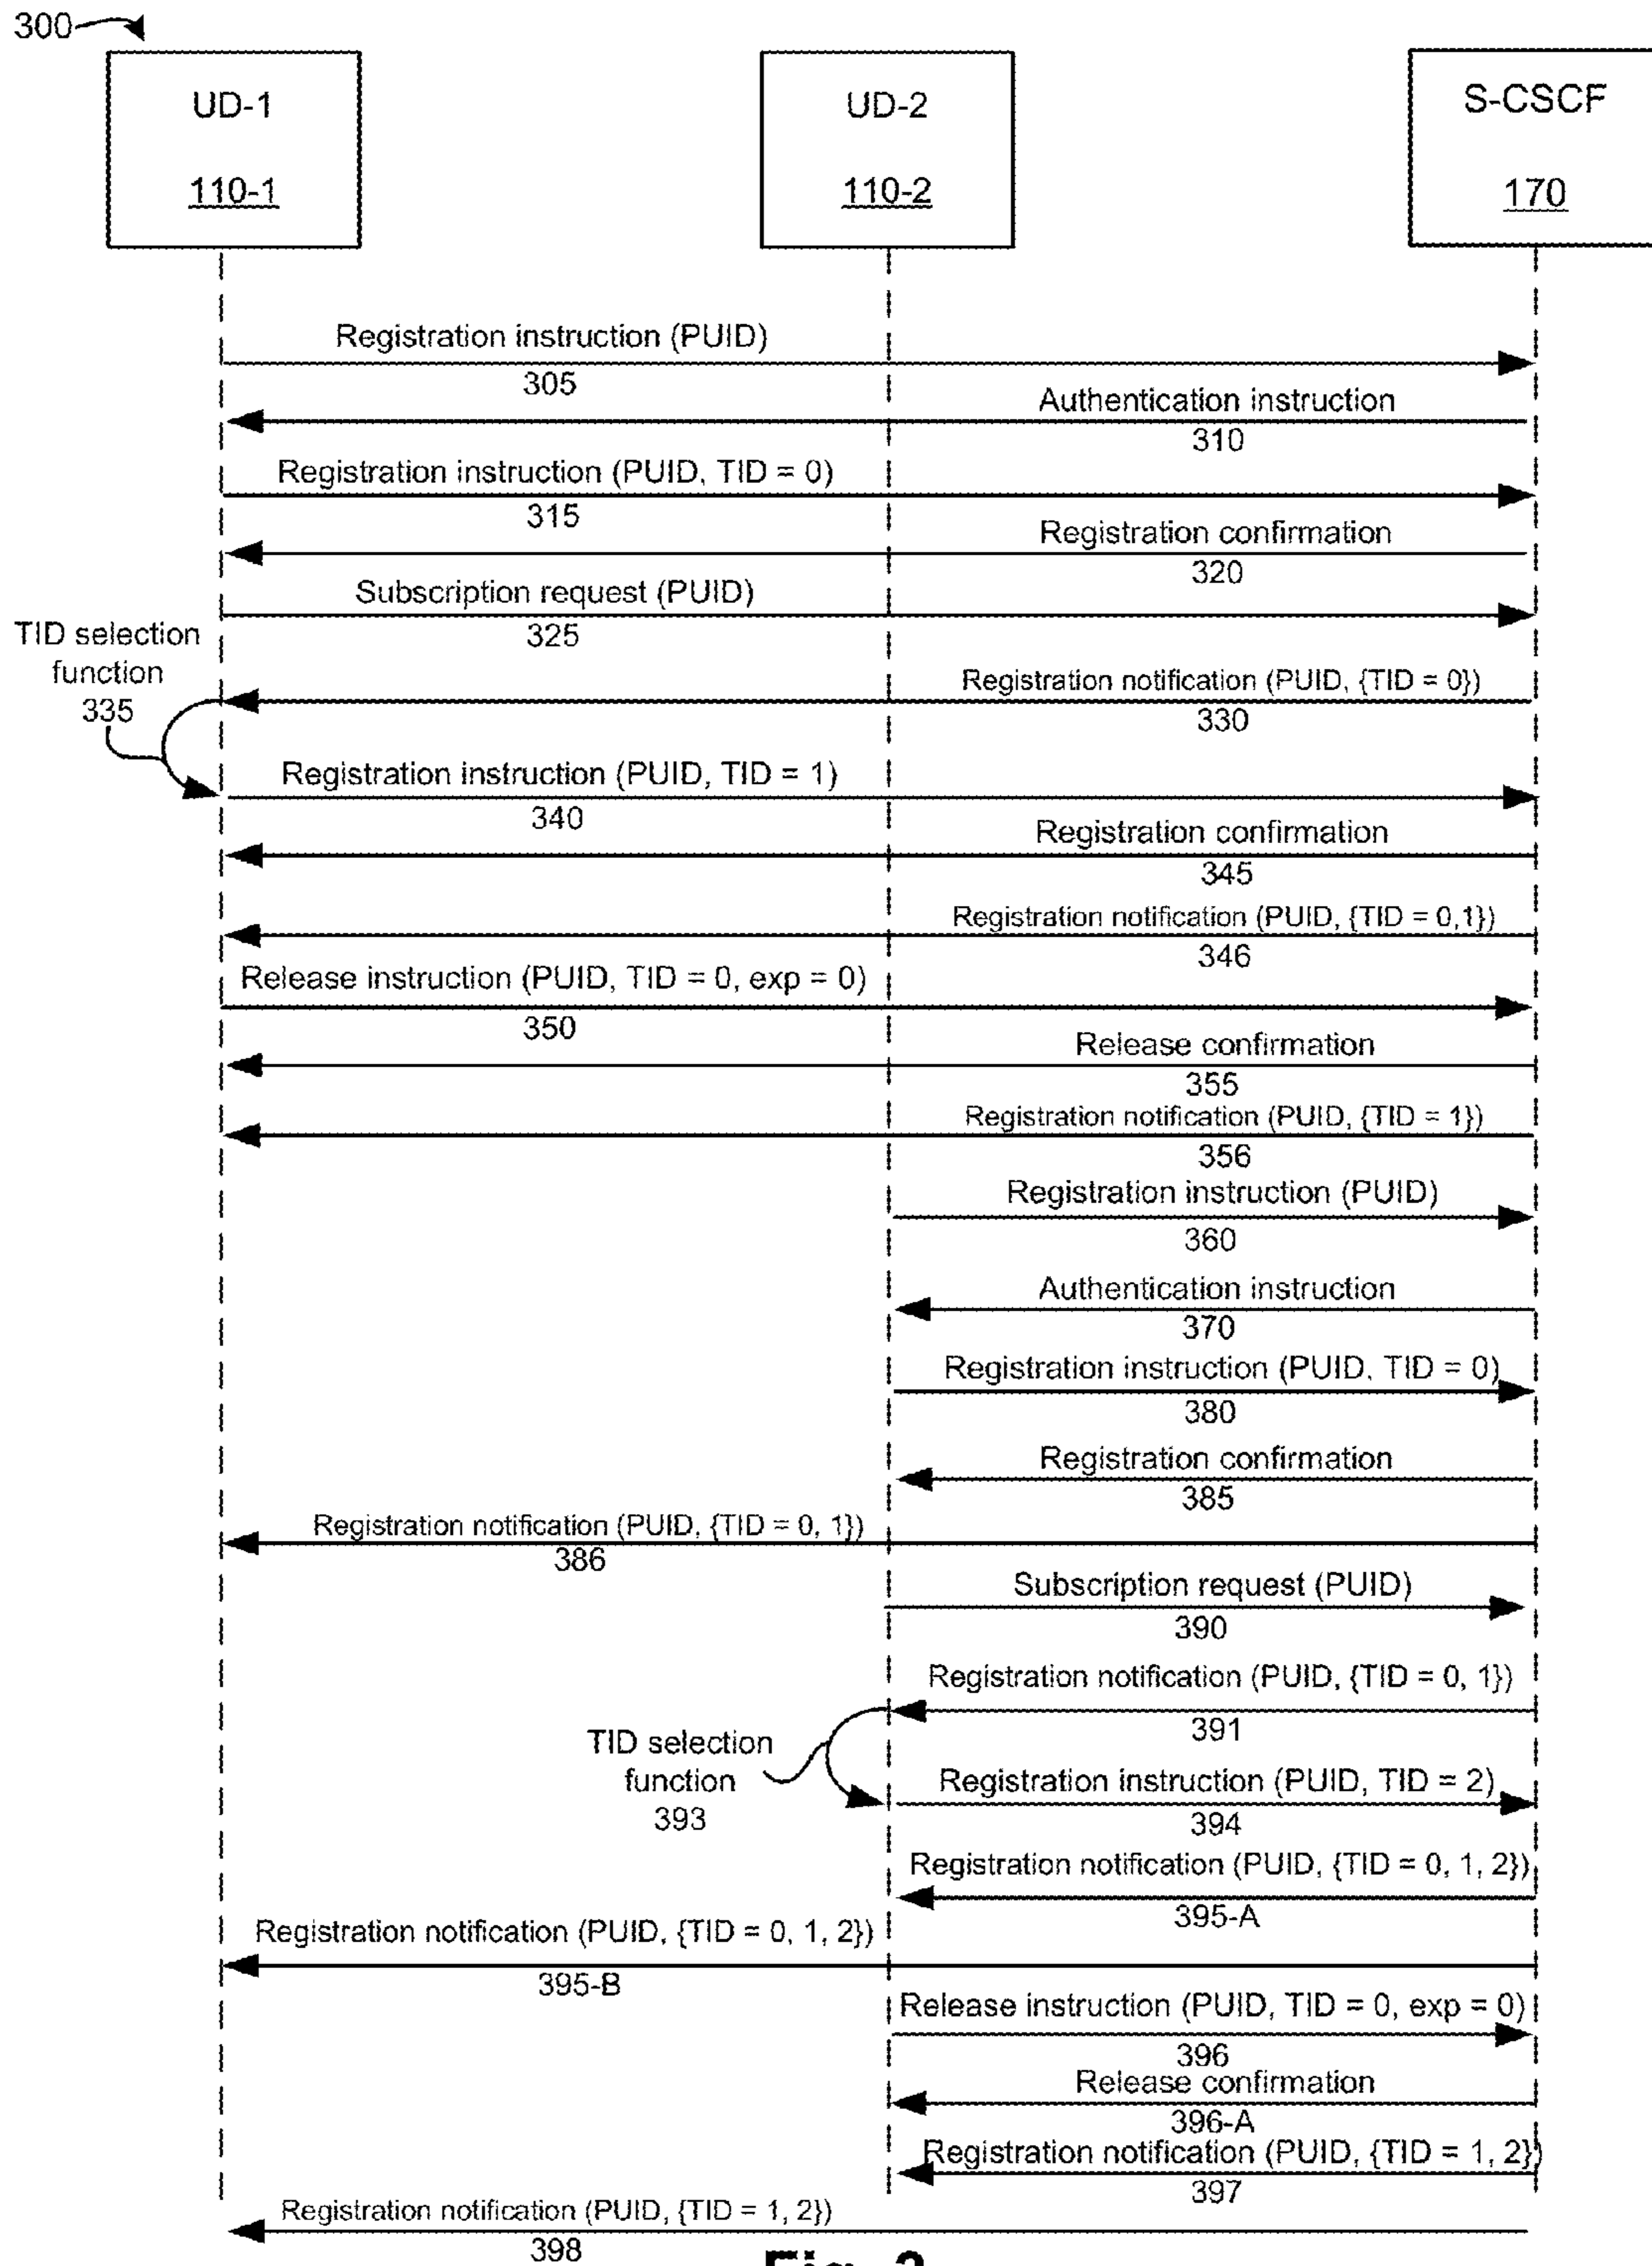 300
UD-1
110-1
UD-2
110-2
S-CSCF
170
Registration instruction (PUID)
305
Authentication instruction
310
Registration instruction (PUID, TID = 0)
315
Registration confirmation
320
Subscription request (PUID)
325
TID selection
function
335
Registration notification (PUID, {TID = 0})
330
Registration instruction (PUID, TID = 1)
340
Registration confirmation
345
Registration notification (PUID, {TID = 0,1})
346
Release instruction (PUID, TID = 0, exp = 0)
350
Release confirmation
355
Registration notification (PUID, {TID = 1})
356
Registration instruction (PUID)
360
Authentication instruction
370
Registration instruction (PUID, TID = 0)
380
Registration confirmation
385
Registration notification (PUID, {TID = 0, 1})
386
Subscription request (PUID)
390
Registration notification (PUID, {TID = 0, 1})
391
TID selection
function
393
Registration instruction (PUID, TID = 2)
394
Registration notification (PUID, {TID = 0, 1, 2})
395-A
Registration notification (PUID, {TID = 0, 1, 2})
395-B
Release instruction (PUID, TID = 0, exp = 0)
396
Release confirmation
396-A
Registration notification (PUID, {TID = 1, 2})
397
Registration notification (PUID, {TID = 1, 2})
398